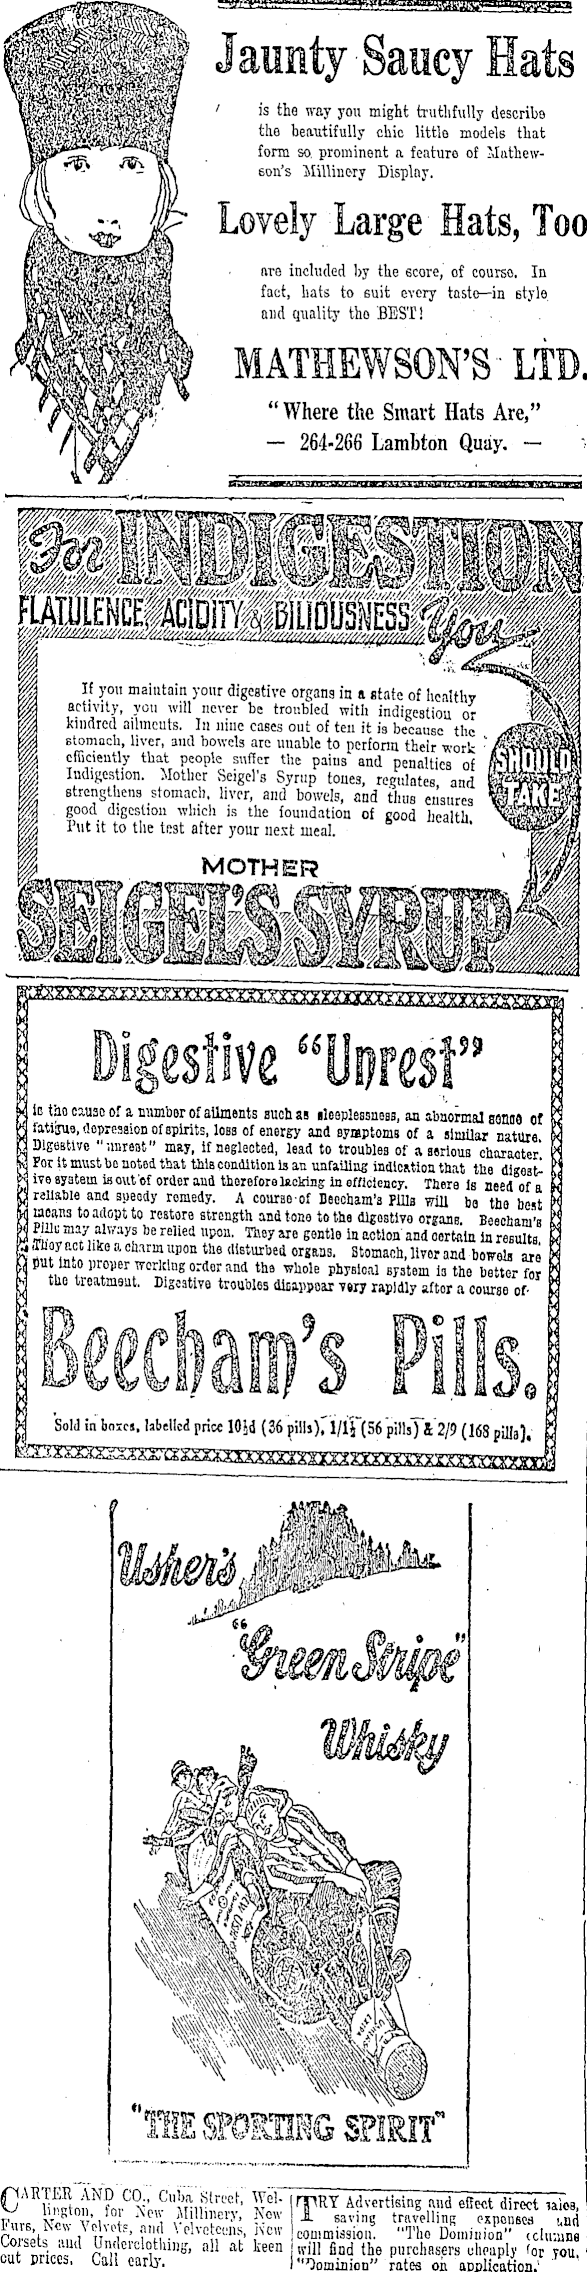 Jaunty Saucy Hats
is the way you might truthfully describe
the beautifully chic little models that
form so prominent a feature of Mathew-
son's Millinery Display.
Lovely Large Hats, Too
are included by the score, of course. In
fact, hats to suit every taste—in style
and quality the BEST!
MATHEWSON'S LTD.
"Where the Smart Hats Are,"
— 264-266 Lambton Quay. —
For INDIGESTION
FLATULENCE, ACIDITY & BILIOUSNESS You
If you maintain your digestive organs in a state of healthy
activity, you will never be troubled with indigestion or
kindred ailments. In nine cases out of ten it is because the
stomach, liver, and bowels are unable to perform their work
efficiently that people suffer the pains and penalties of
Indigestion. Mother Seigel's Syrup tones, regulates, and
strengthens stomach, liver, and bowels, and thus ensures
good digestion which is the foundation of good health.
Put it to the test after your next meal.
SHOULD
TAKE
MOTHER
SEIGEL'S SYRUP
Digestive "Unrest"
is the cause of a number of ailments such as sleeplessness, an abnormal sense of
fatigue, depression of spirits, loss of energy and symptoms of a similar nature.
Digestive "unrest" may, if neglected, lead to troubles of a serious character.
For it must be noted that this condition is an unfailing indication that the digest-
ive system is out of order and therefore lacking in efficiency. There is need of a
reliable and speedy remedy. A course of Beecham's Pills will be the best
means to adopt to restore strength and tone to the digestive organs. Beecham's
Pills may always be relied upon. They are gentle in action and certain in results.
They act like a charm upon the disturbed organs. Stomach, liver and bowels are
put into proper working order and the whole physical system is the better for
the treatment. Digestive troubles disappear very rapidly after a course of
Beecham's Pills.
Sold in boxes, labelled price 10½d (36 pills), 1/1½ (56 pills) & 2/9 (168 pills).
Usher's
"Green Stripe"
Whisky
"THE SPORTING SPIRIT"
CARTER AND CO., Cuba Street, Wel-
lington, for New Millinery, New
Furs, New Velvets, and Velveteens, New
Corsets and Underclothing, all at keen
cut prices. Call early.
TRY Advertising and effect direct sales,
saving travelling expenses and
commission. "The Dominion" columns
will find the purchasers cheaply for you.
"Dominion" rates on application.